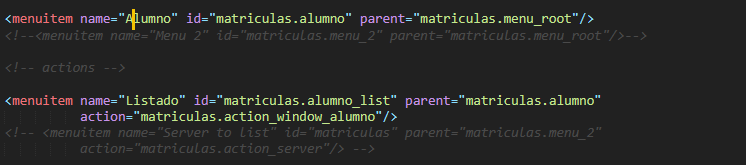 <menuitem name="Alumno" id="matriculas.alumno" parent="matriculas.menu_root"/>
<!--<menuitem name="Menu 2" id="matriculas.menu_2" parent="matriculas.menu_root"/>-->
<!-- actions -->
<menuitem name="Listado" id="matriculas.alumno_list" parent="matriculas.alumno"
action="matriculas.action_window_alumno"/>
<!-- <menuitem name="Server to list" id="matriculas" parent="matriculas.menu_2"
action="matriculas.action_server"/> -->